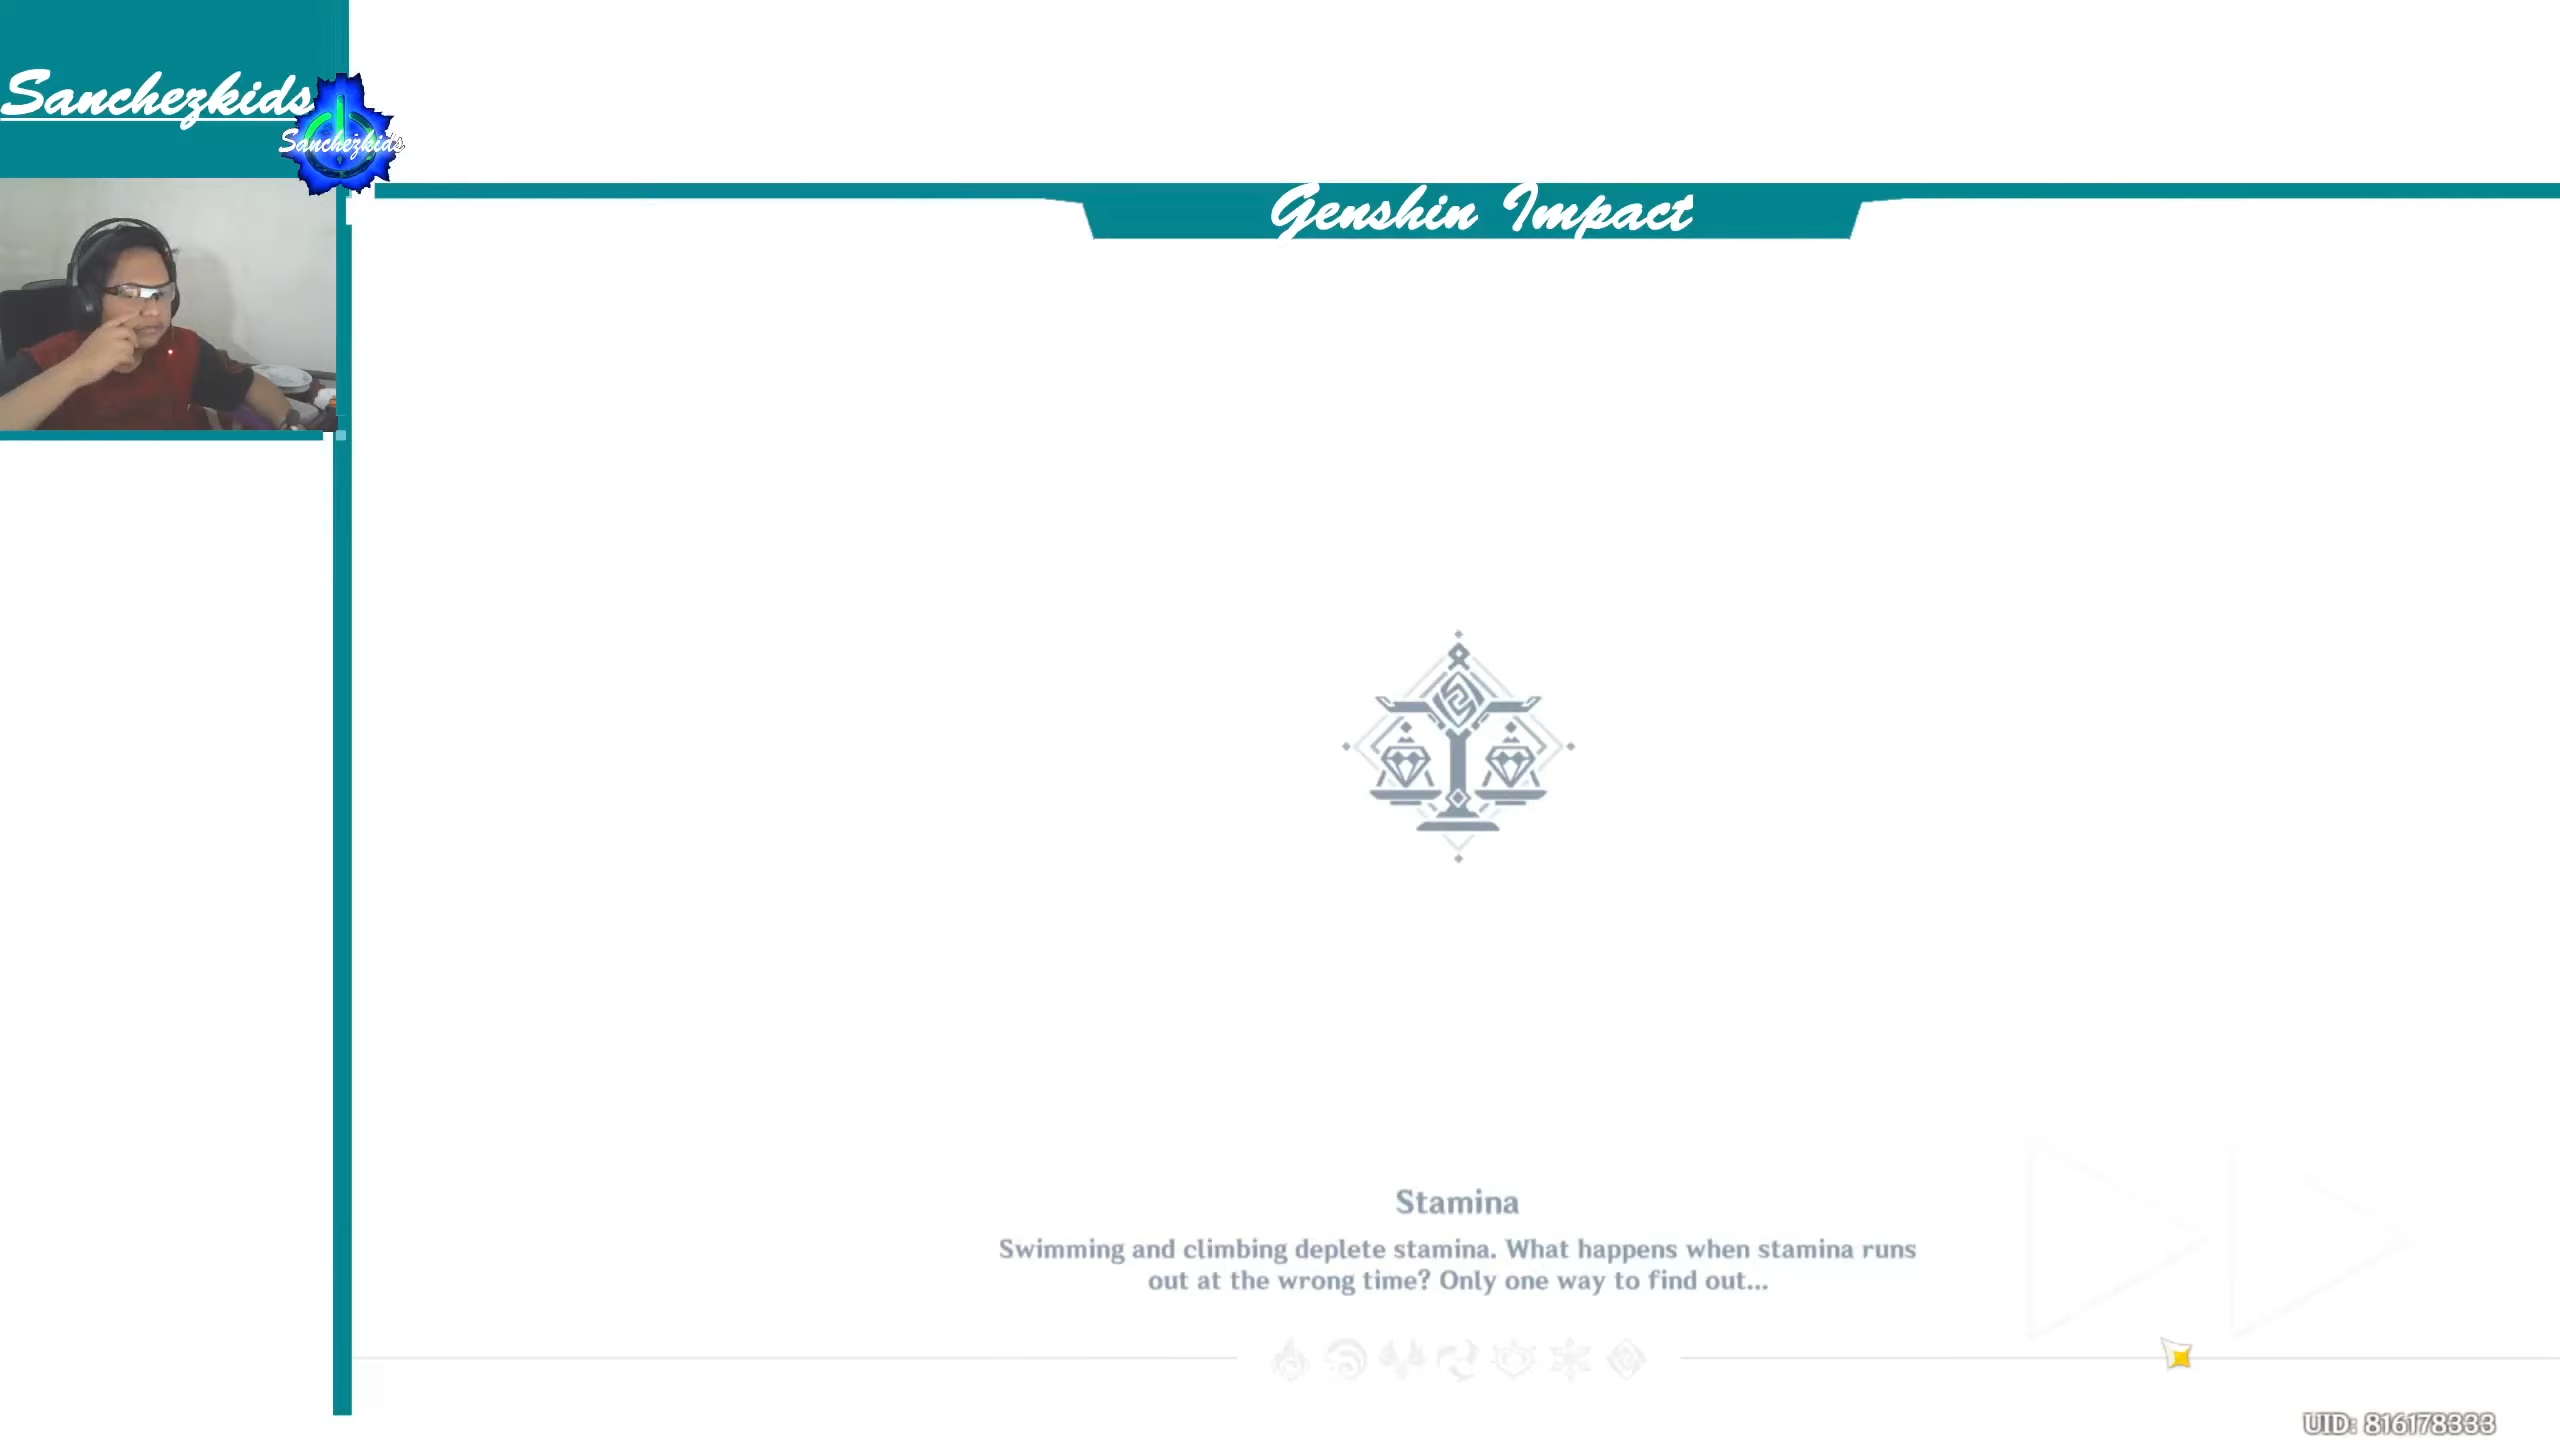 Sanchezkids
Sanchezkids
Genshin Impact
Stamina
Swimming and climbing deplete stamina. What happens when stamina runs
out at the wrong time? Only one way to find out...
UID: 816178333